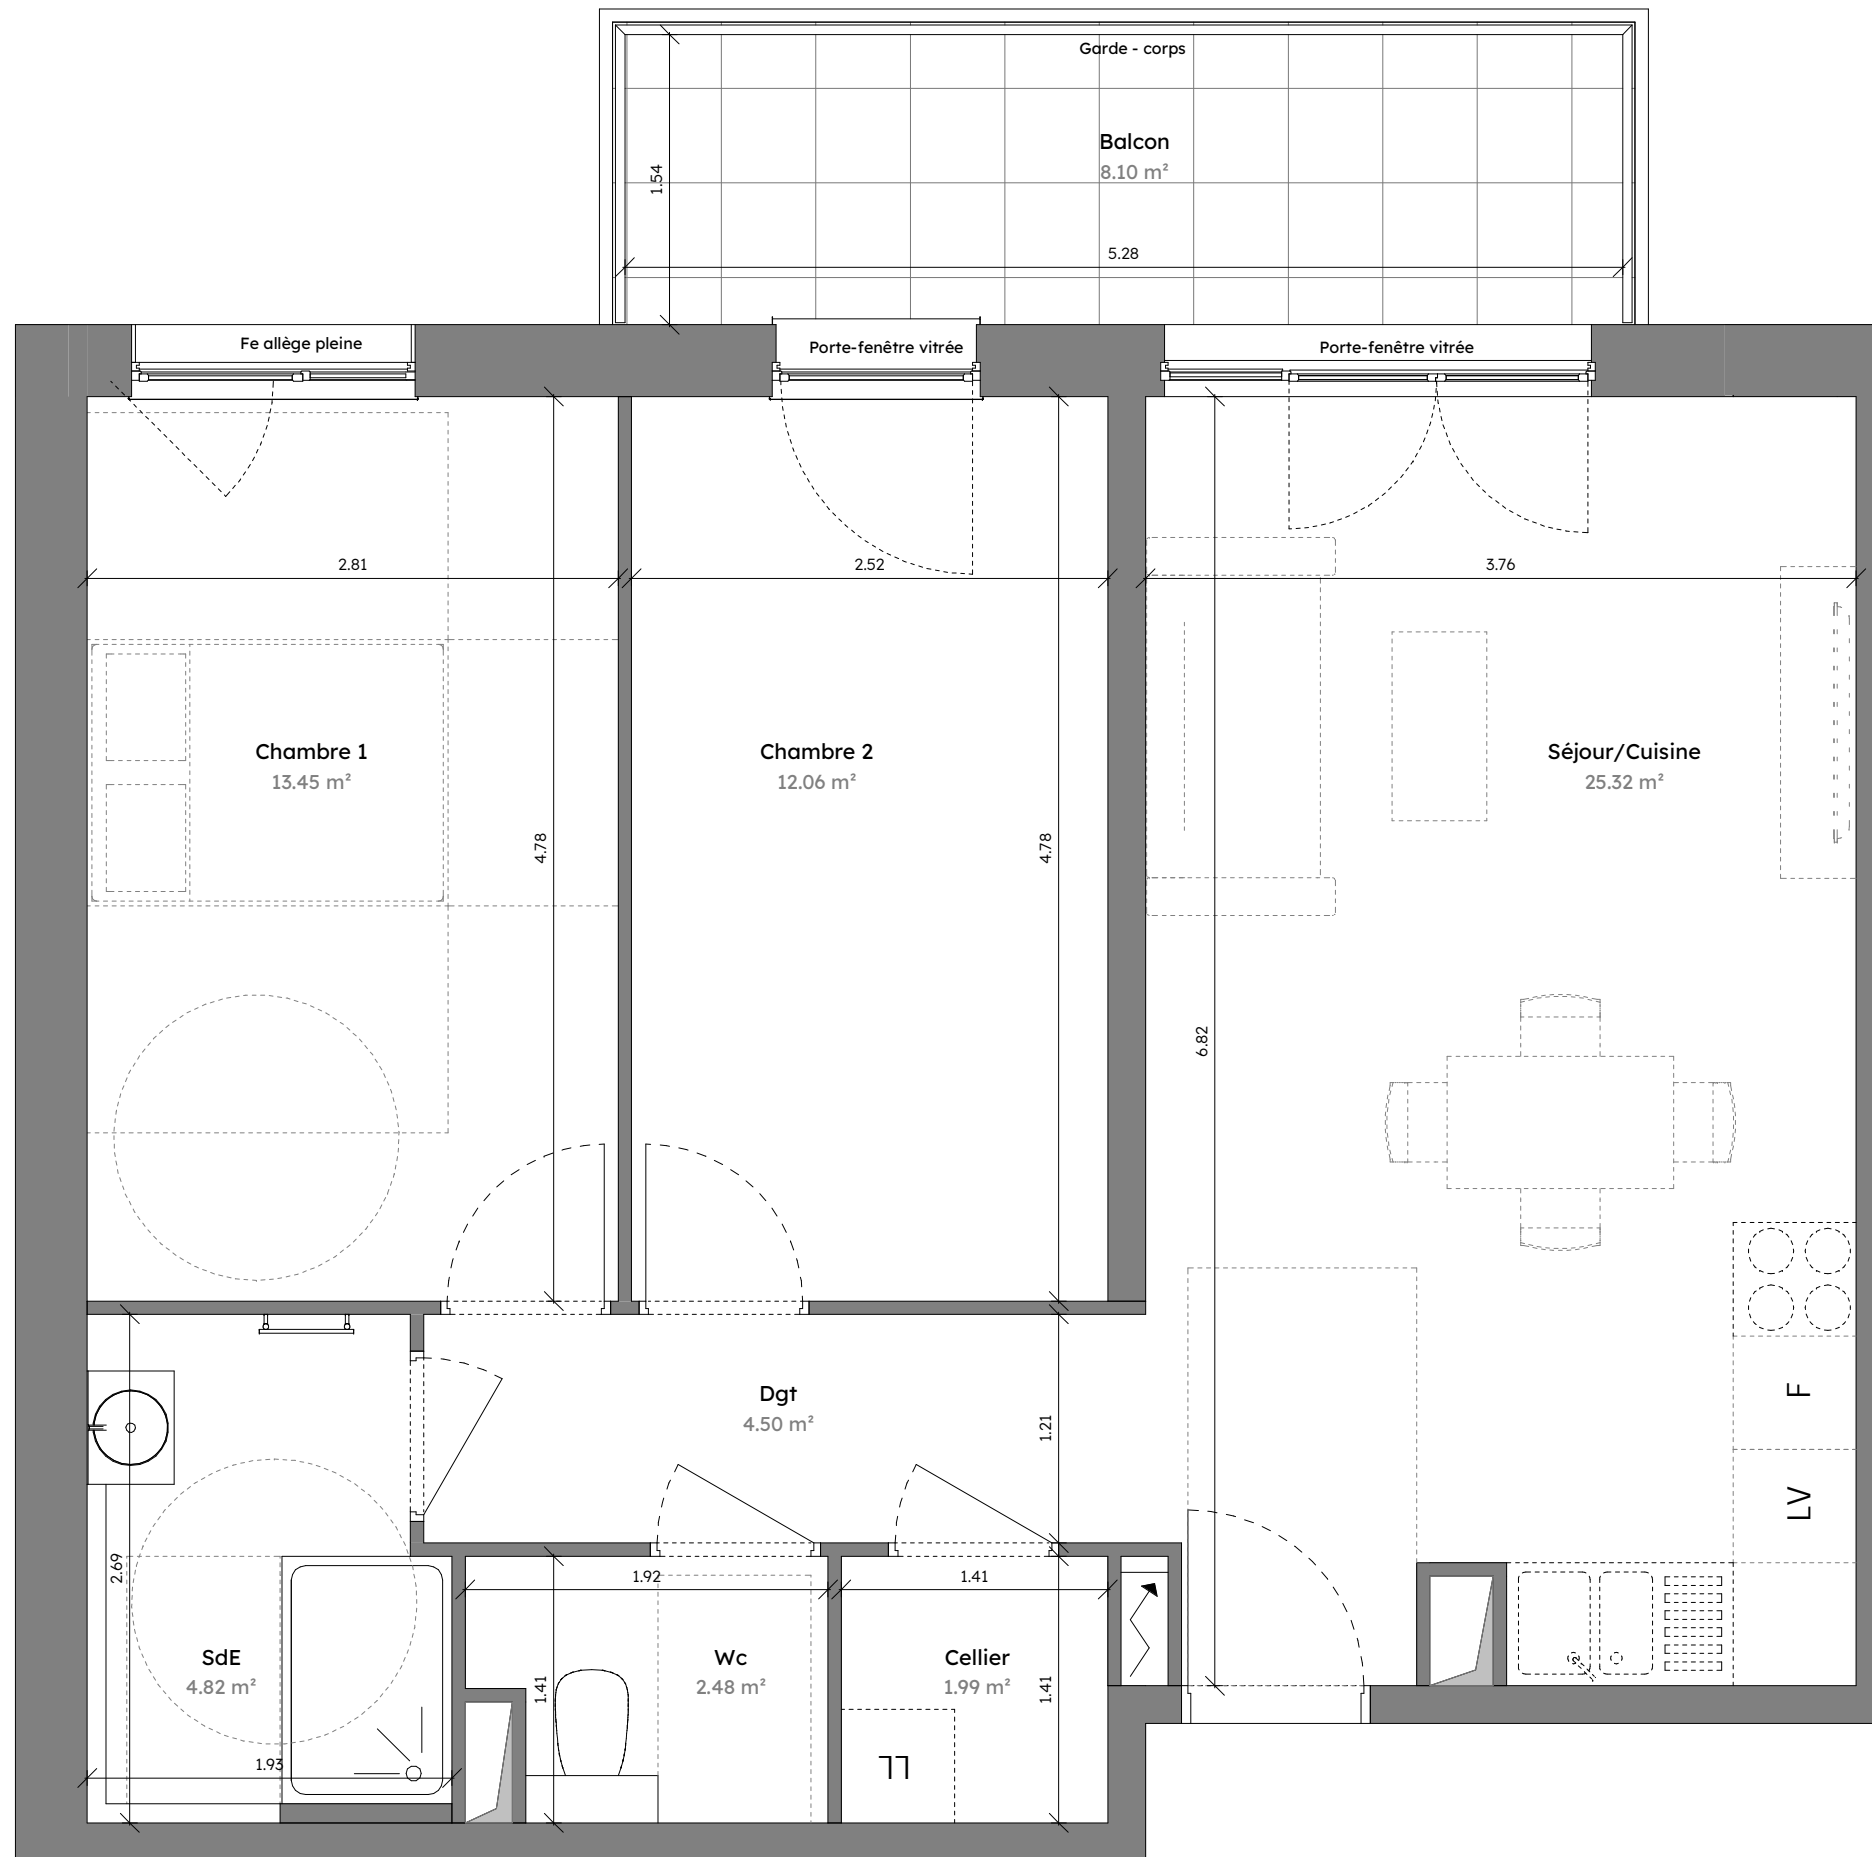 Garde - corps
1.54
Balcon
8.10 m²
5.28
Fe allège pleine
Porte-fenêtre vitrée
Porte-fenêtre vitrée
2.81
2.52
3.76
Chambre 1
13.45 m²
Chambre 2
12.06 m²
Séjour/Cuisine
25.32 m²
4.78
4.78
6.82
F
LV
Dgt
4.50 m²
1.21
2.69
1.92
1.41
SdE
4.82 m²
Wc
2.48 m²
Cellier
1.99 m²
1.41
1.41
1.93
LL